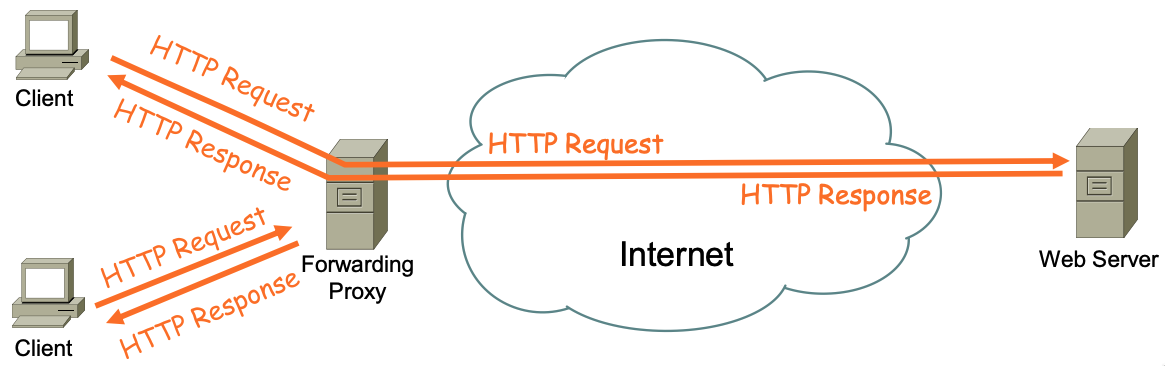 HTTP Request
Client
HTTP Response
HTTP Request
HTTP Response
HTTP Request
Internet
Forwarding
Proxy
Web Server
HTTP Response
Client